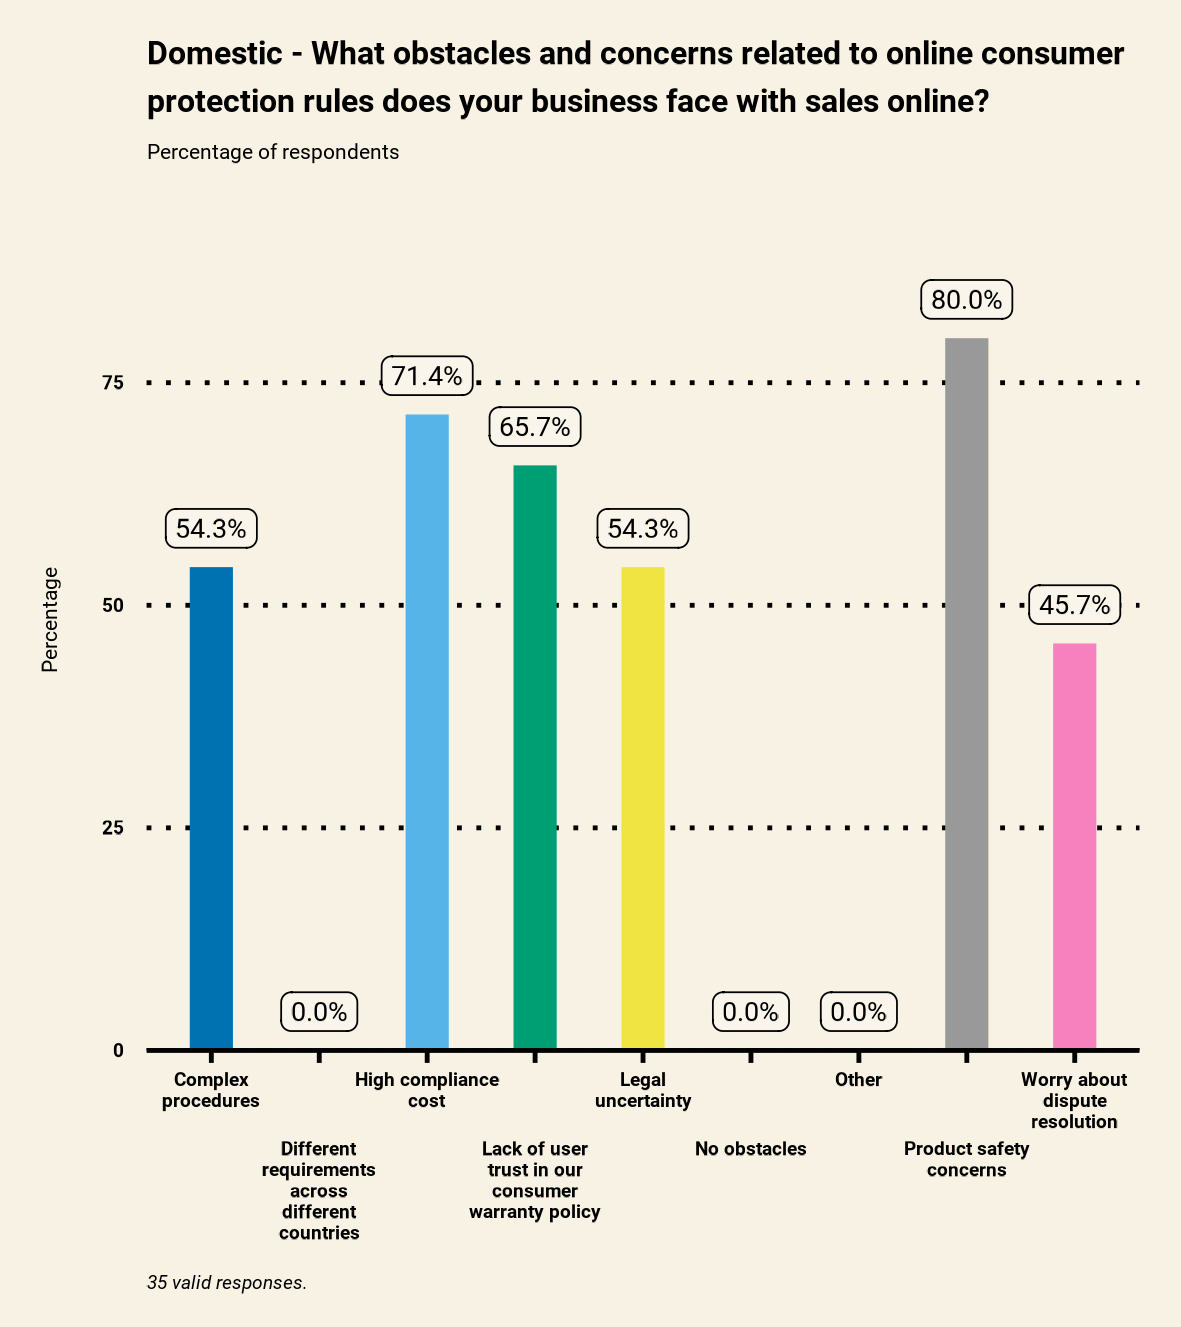 Domestic - What obstacles and concerns related to online consumer
protection rules does your business face with sales online?
Percentage of respondents
80.0%
71.4%
75
65.7%
54.3%
54.3%
50
45.7%
Percentage
25
0.0%
0.0%
0.0%
0
Complex
procedures
High compliance
cost
Legal
uncertainty
Other
Worry about
dispute
resolution
Different
requirements
across
different
countries
Lack of user
trust in our
consumer
warranty policy
No obstacles
Product safety
concerns
35 valid responses.